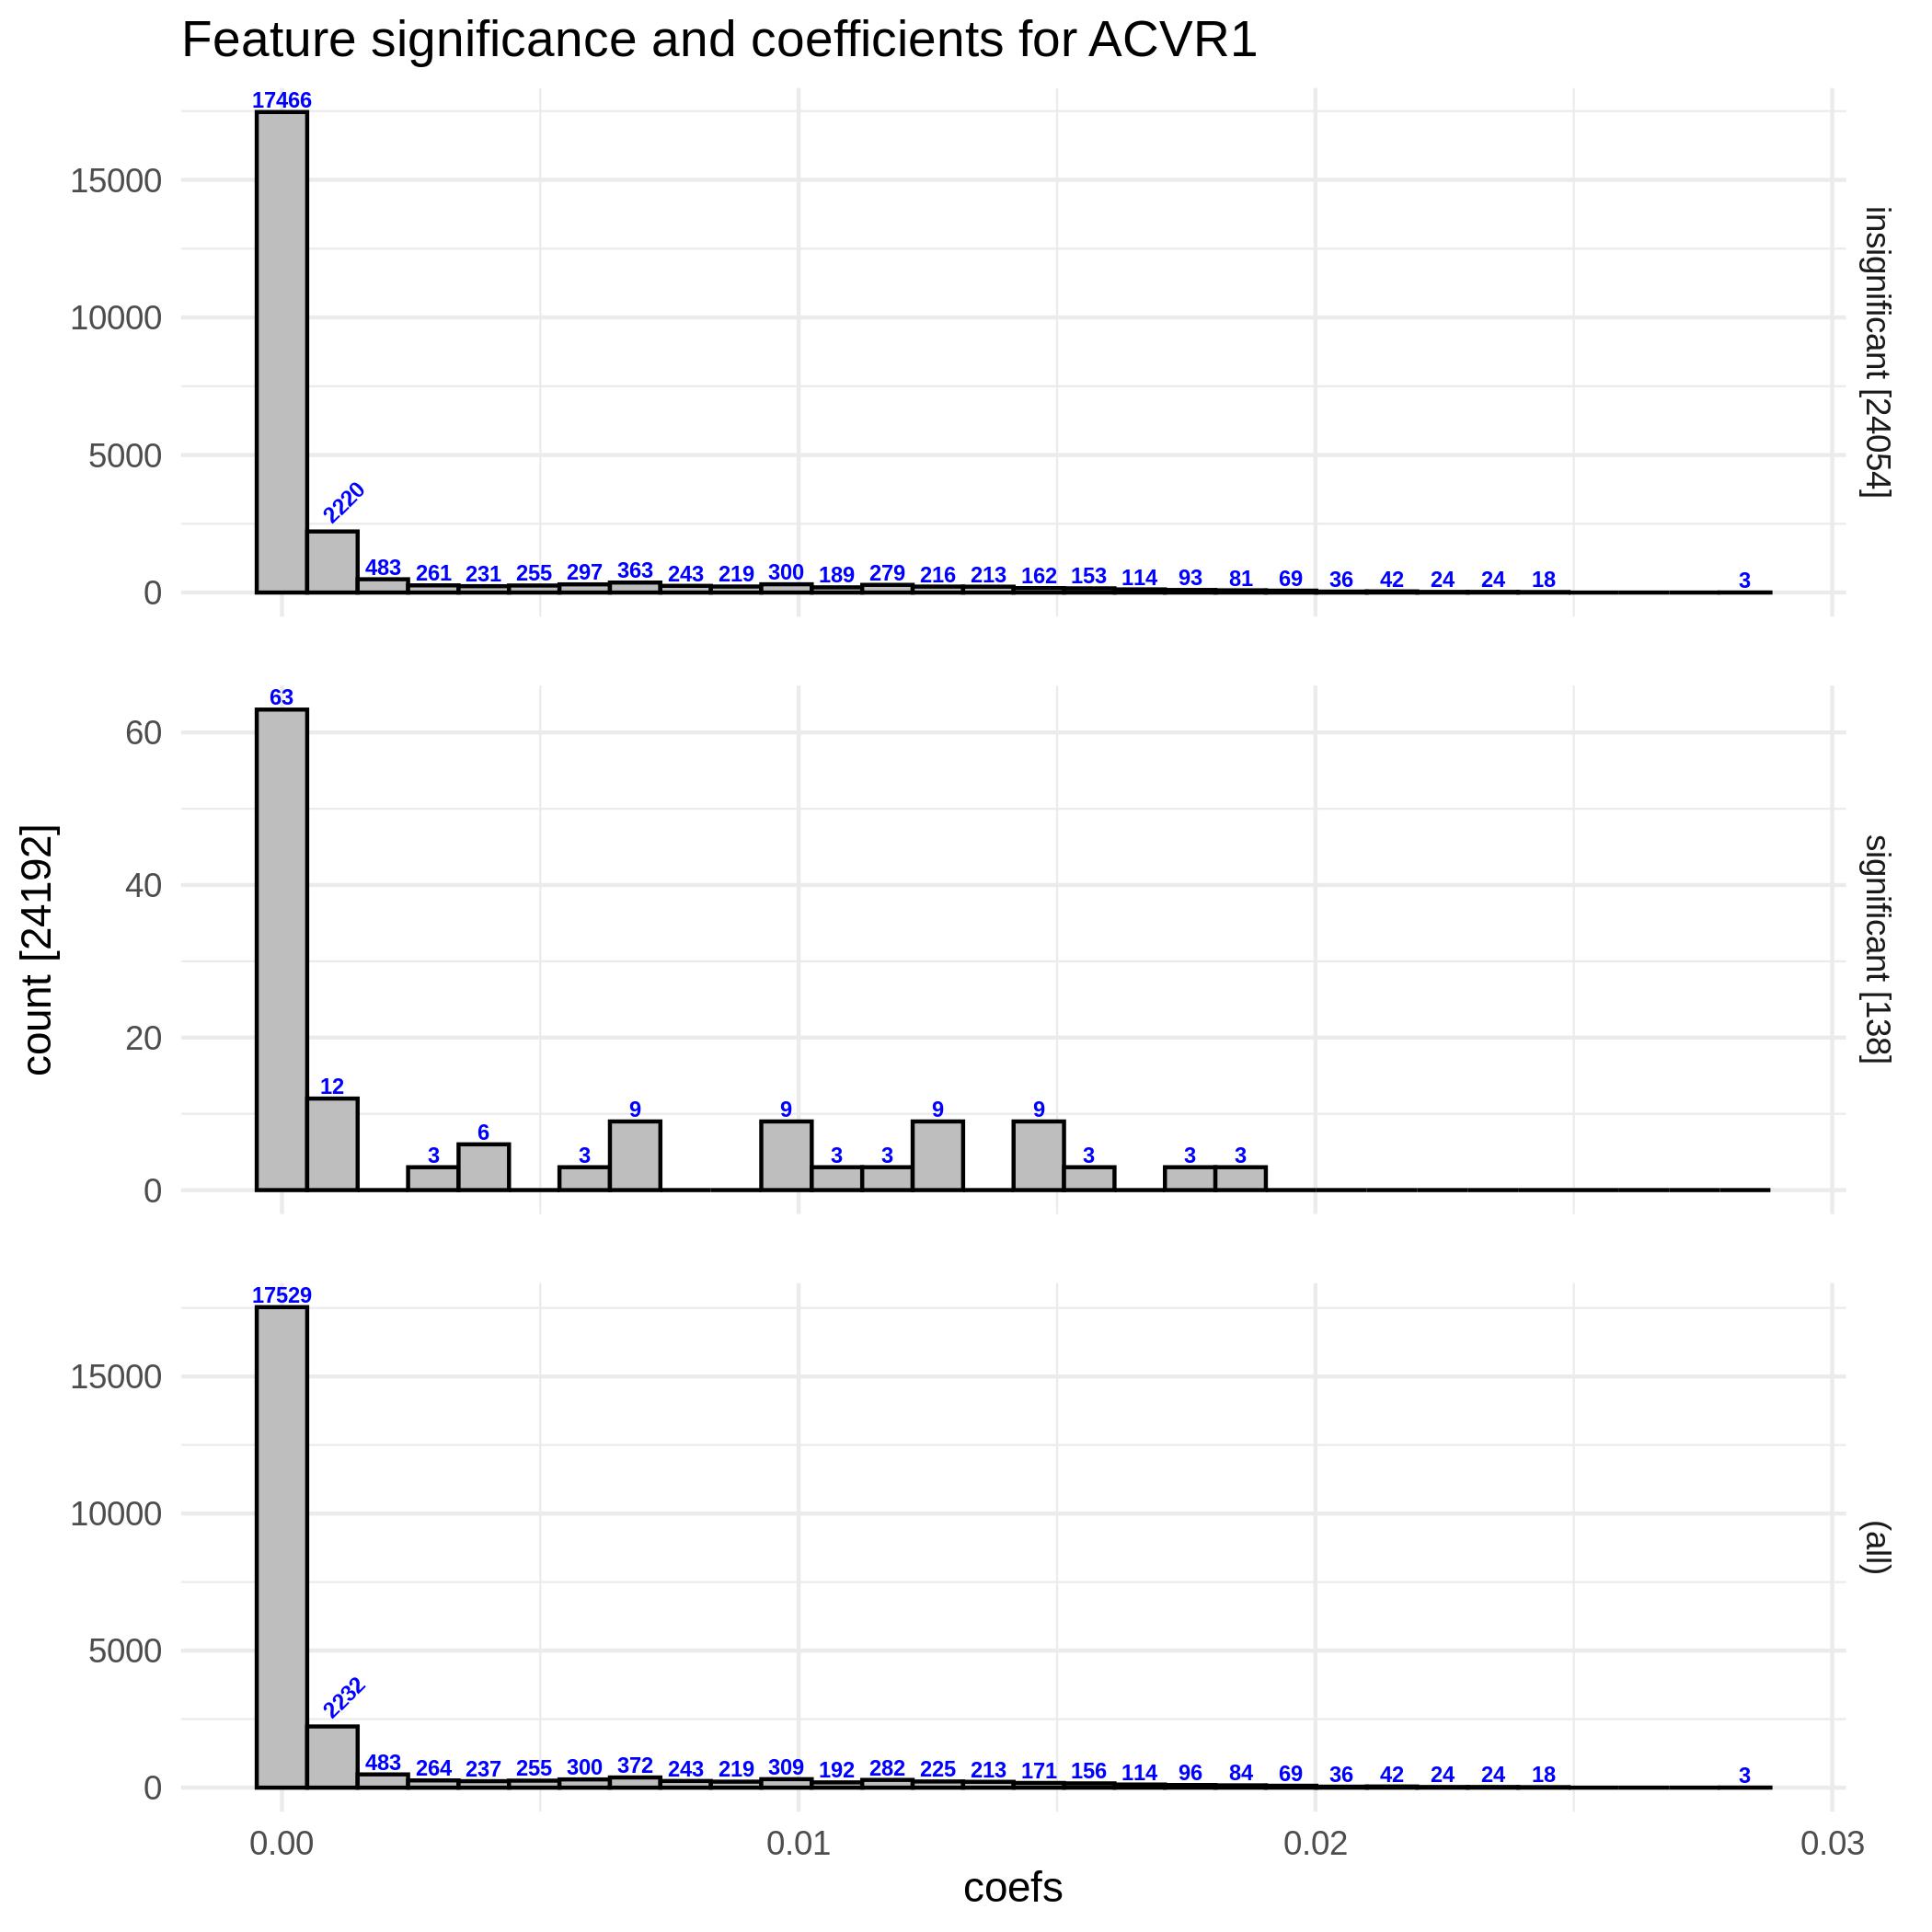 Feature significance and coefficients for ACVR1
17466
15000
10000
5000
0
2220
483 261 231 255 297 363 243 219 300 189 279 216 213 162 153 114 93 81 69 36 42 24 24 18 3
insignificant [24054]
63
60
40
20
0
12 3 6 3 9 9 3 3 9 9 3 3 3
significant [138]
count [24192]
17529
15000
10000
5000
0
2232
483 264 237 255 300 372 243 219 309 192 282 225 213 171 156 114 96 84 69 36 42 24 24 18 3
(all)
0.00 0.01 0.02 0.03
coefs